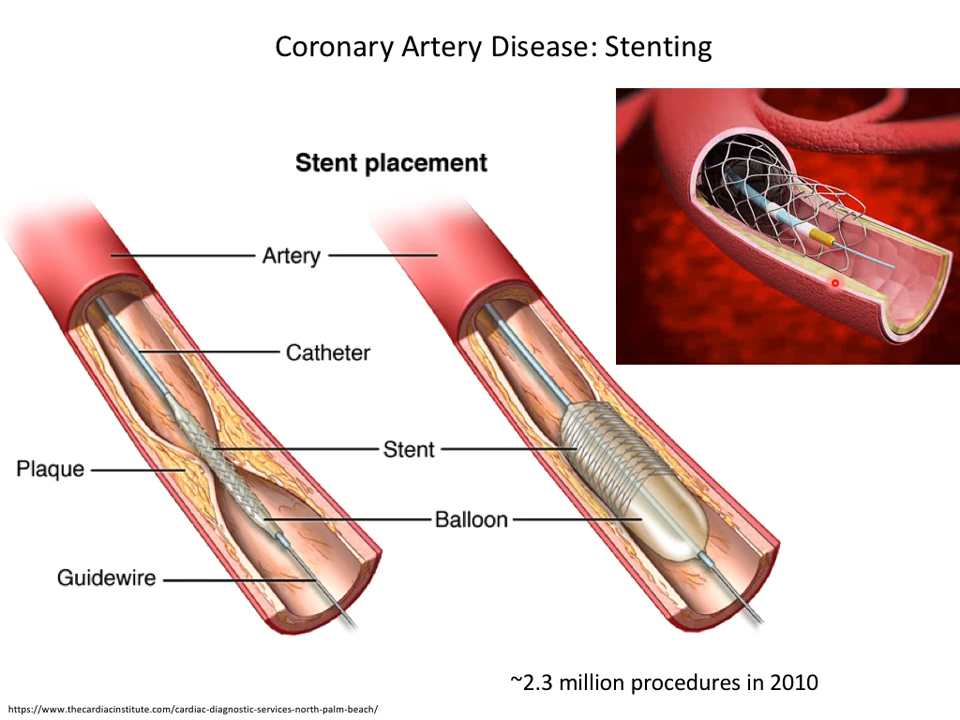 Coronary Artery Disease: Stenting
Stent placement
Artery
Catheter
Stent
Plaque
Balloon
Guidewire
~2.3 million procedures in 2010
https://www.thecardiacinstitute.com/cardiac-diagnostic-services-north-palm-beach/